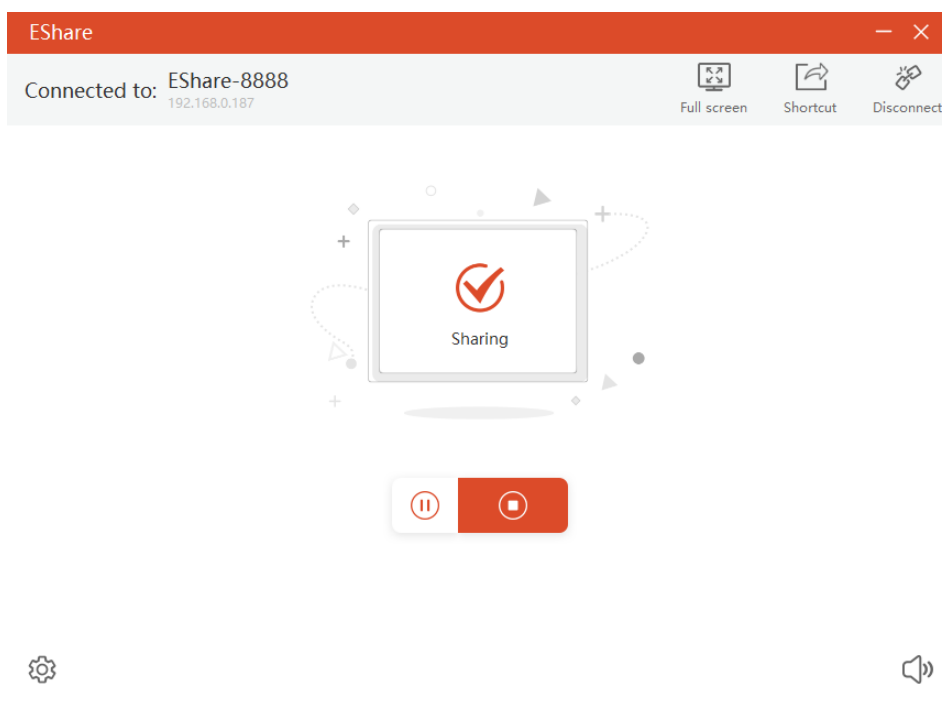 EShare
Connected to: EShare-8888
192.168.0.187
Full screen
Shortcut
Disconnect
Sharing